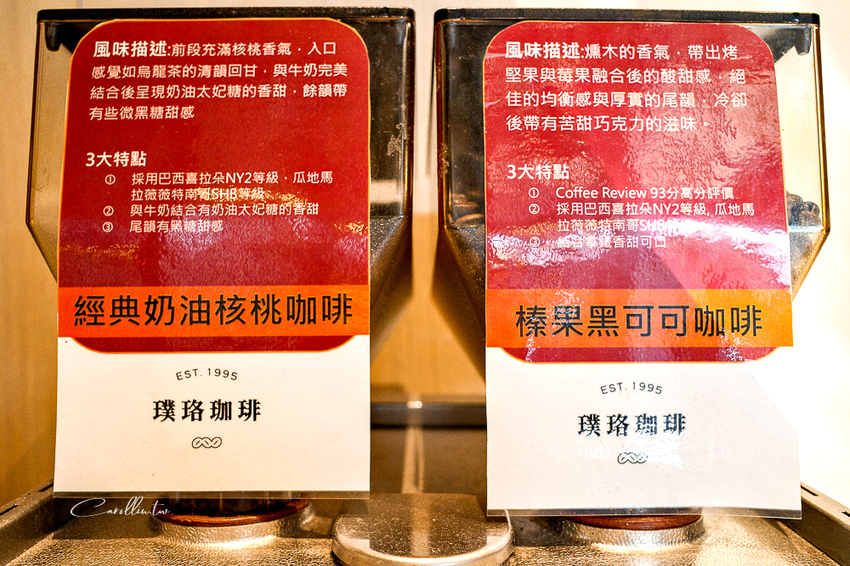 風味描述:前段充滿核桃香氣，入口
感覺如烏龍茶的清韻回甘，與牛奶完美
結合後呈現奶油太妃糖的香甜，餘韻帶
有些微黑糖甜感
3大特點
① 採用巴西喜拉朵NY2等級，瓜地馬
拉薇薇特南哥SHB等級
② 與牛奶結合有奶油太妃糖的香甜
③ 尾韻有黑糖甜感
經典奶油核桃咖啡
EST. 1995
璞珞珈琲
風味描述:燻木的香氣，帶出烤
堅果與莓果融合後的酸甜感，絕
佳的均衡感與厚實的尾韻，冷卻
後帶有苦甜巧克力的滋味。
3大特點
① Coffee Review 93分高分評價
② 採用巴西喜拉朵NY2等級, 瓜地馬
拉薇薇特南哥SHB
③ 結合拿鐵香甜可口
榛果黑可可咖啡
EST. 1995
璞珞珈琲
Carollin.tw